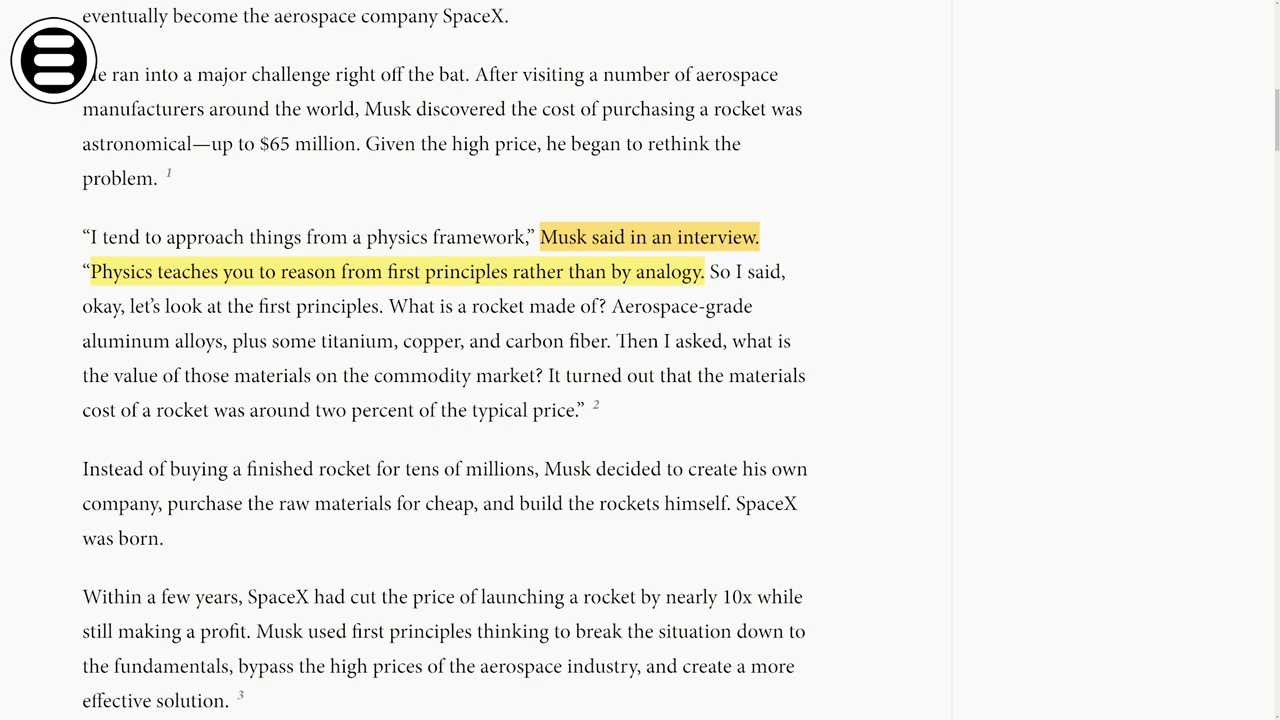 eventually become the aerospace company SpaceX.
He ran into a major challenge right off the bat. After visiting a number of aerospace
manufacturers around the world, Musk discovered the cost of purchasing a rocket was
astronomical—up to $65 million. Given the high price, he began to rethink the
problem. 1
“I tend to approach things from a physics framework,” Musk said in an interview.
“Physics teaches you to reason from first principles rather than by analogy. So I said,
okay, let’s look at the first principles. What is a rocket made of? Aerospace-grade
aluminum alloys, plus some titanium, copper, and carbon fiber. Then I asked, what is
the value of those materials on the commodity market? It turned out that the materials
cost of a rocket was around two percent of the typical price.” 2
Instead of buying a finished rocket for tens of millions, Musk decided to create his own
company, purchase the raw materials for cheap, and build the rockets himself. SpaceX
was born.
Within a few years, SpaceX had cut the price of launching a rocket by nearly 10x while
still making a profit. Musk used first principles thinking to break the situation down to
the fundamentals, bypass the high prices of the aerospace industry, and create a more
effective solution. 3